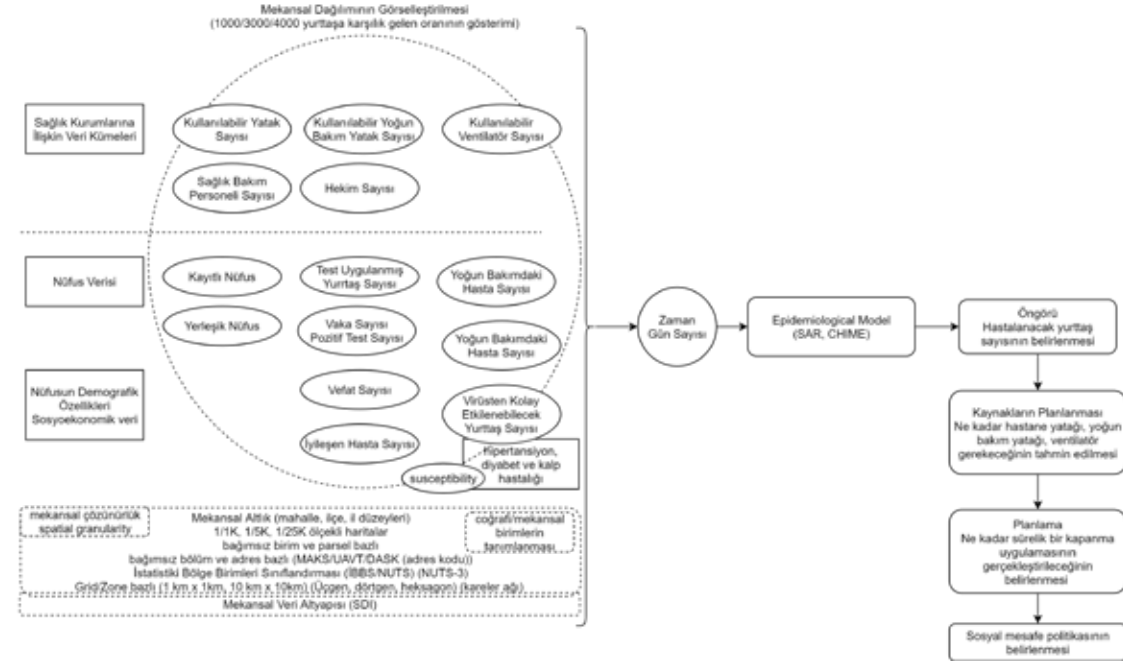 Mekansal Dağılımının Görselleştirilmesi
(1000/3000/4000 yurttaşa karşılık gelen oranının gösterimi)
Sağlık Kurumlarına
İlişkin Veri Kümeleri
Kullanılabilir Yatak
Sayısı
Kullanılabilir Yoğun
Bakım Yatak Sayısı
Kullanılabilir
Ventilatör Sayısı
Sağlık Bakım
Personeli Sayısı
Hekim Sayısı
Nüfus Verisi
Kayıtlı Nüfus
Test Uygulanmış
Yurrtaş Sayısı
Yoğun Bakımdaki
Hasta Sayısı
Yerleşik Nüfus
Vaka Sayısı
Pozitif Test Sayısı
Yoğun Bakımdaki
Hasta Sayısı
Nüfusun Demografik
Özellikleri
Sosyoekonomik veri
Vefat Sayısı
Virüsten Kolay
Etkilenebilecek
Yurttaş Sayısı
İyileşen Hasta Sayısı
Hipertansiyon,
diyabet ve kalp
hastalığı
susceptibility
mekansal çözünürlük
spatial granularity
Mekansal Altlık (mahalle, ilçe, il düzeyleri)
1/1K, 1/5K, 1/25K ölçekli haritalar
bağımsız birim ve parsel bazlı
bağımsız bölüm ve adres bazlı (MAKS/UAVT/DASK (adres kodu))
İstatistiki Bölge Birimleri Sınıflandırması (İBBS/NUTS) (NUTS-3)
Grid/Zone bazlı (1 km x 1km, 10 km x 10km) (Üçgen, dörtgen, heksagon) (kareler ağı)
coğrafi/mekansal
birimlerin
tanımlanması
Mekansal Veri Altyapısı (SDI)
Zaman
Gün Sayısı
Epidemiological Model
(SAR, CHIME)
Öngörü
Hastalanacak yurttaş
sayısının belirlenmesi
Kaynakların Planlanması
Ne kadar hastane yatağı, yoğun
bakım yatağı, ventilatör
gerekeceğinin tahmin edilmesi
Planlama
Ne kadar sürelik bir kapanma
uygulamasının
gerçekleştirileceğinin
belirlenmesi
Sosyal mesafe politikasının
belirlenmesi